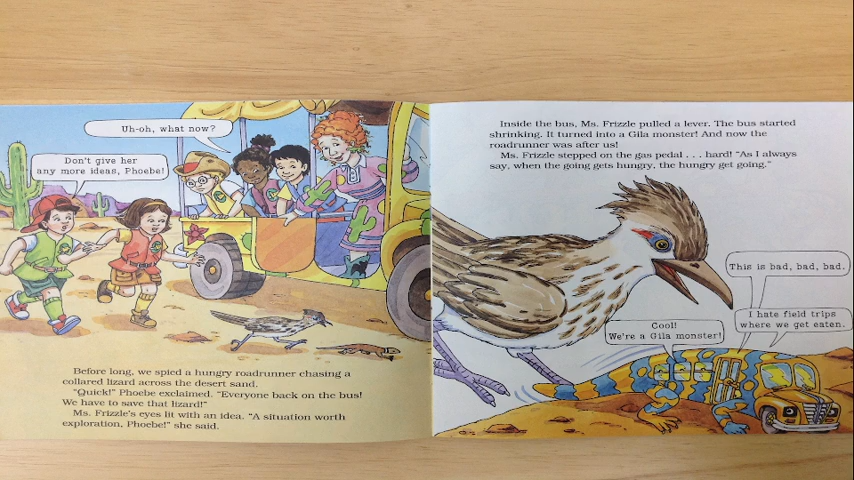 Uh-oh, what now?
Don't give her
any more ideas, Phoebe!
Before long, we spied a hungry roadrunner chasing a
collared lizard across the desert sand.
"Quick!" Phoebe exclaimed. "Everyone back on the bus!
We have to save that lizard!"
Ms. Frizzle's eyes lit with an idea. "A situation worth
exploration, Phoebe!" she said.
Inside the bus, Ms. Frizzle pulled a lever. The bus started
shrinking. It turned into a Gila monster! And now the
roadrunner was after us!
Ms. Frizzle stepped on the gas pedal . . . hard! "As I always
say, when the going gets hungry, the hungry get going."
This is bad, bad, bad.
I hate field trips
where we get eaten.
Cool!
We're a Gila monster!